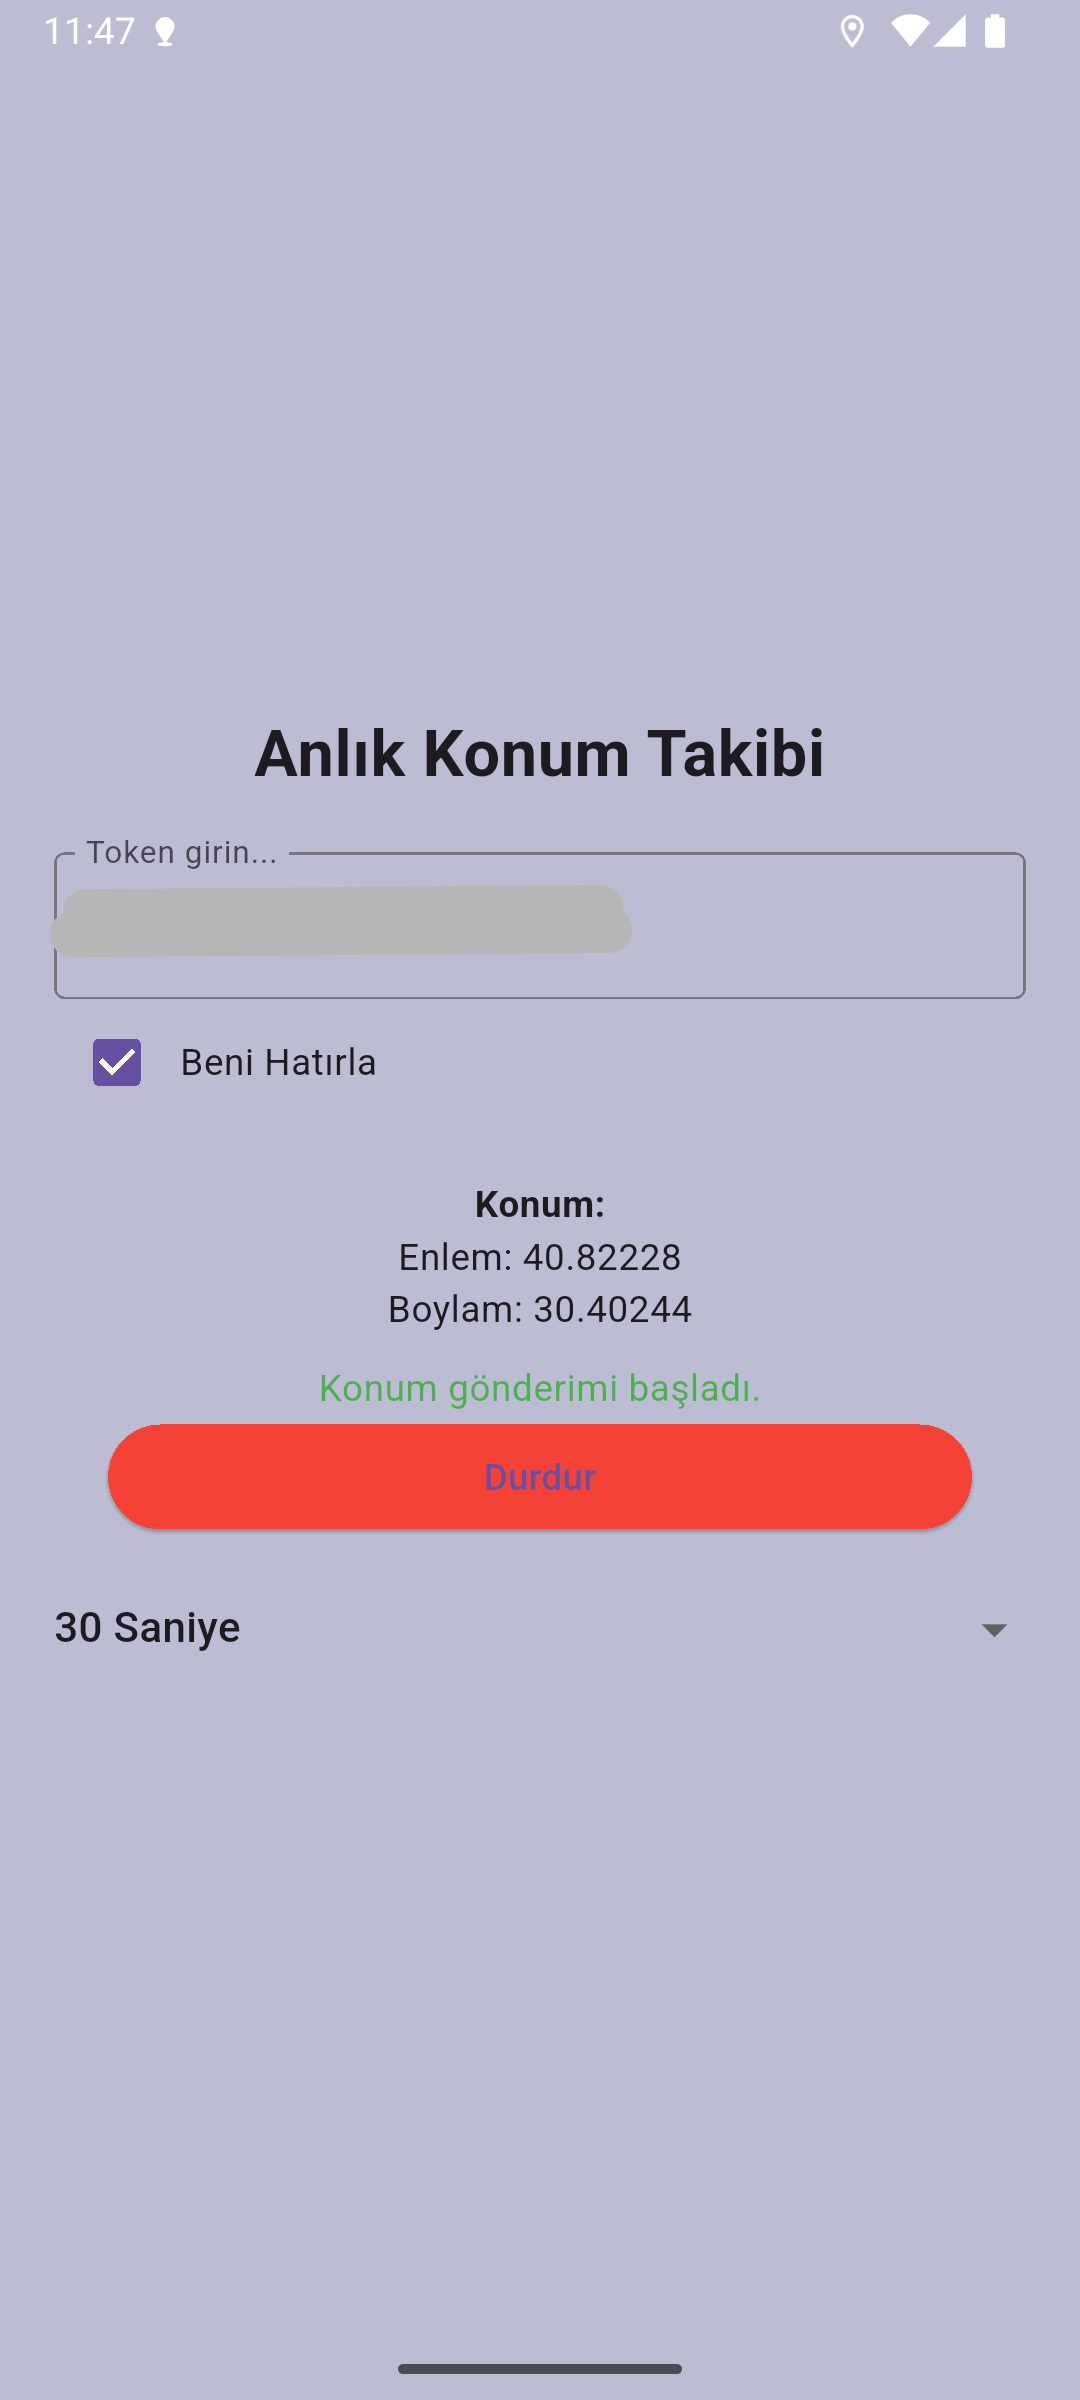 11:47
Anlık Konum Takibi
Token girin...
Beni Hatırla
Konum:
Enlem: 40.82228
Boylam: 30.40244
Konum gönderimi başladı.
Durdur
30 Saniye